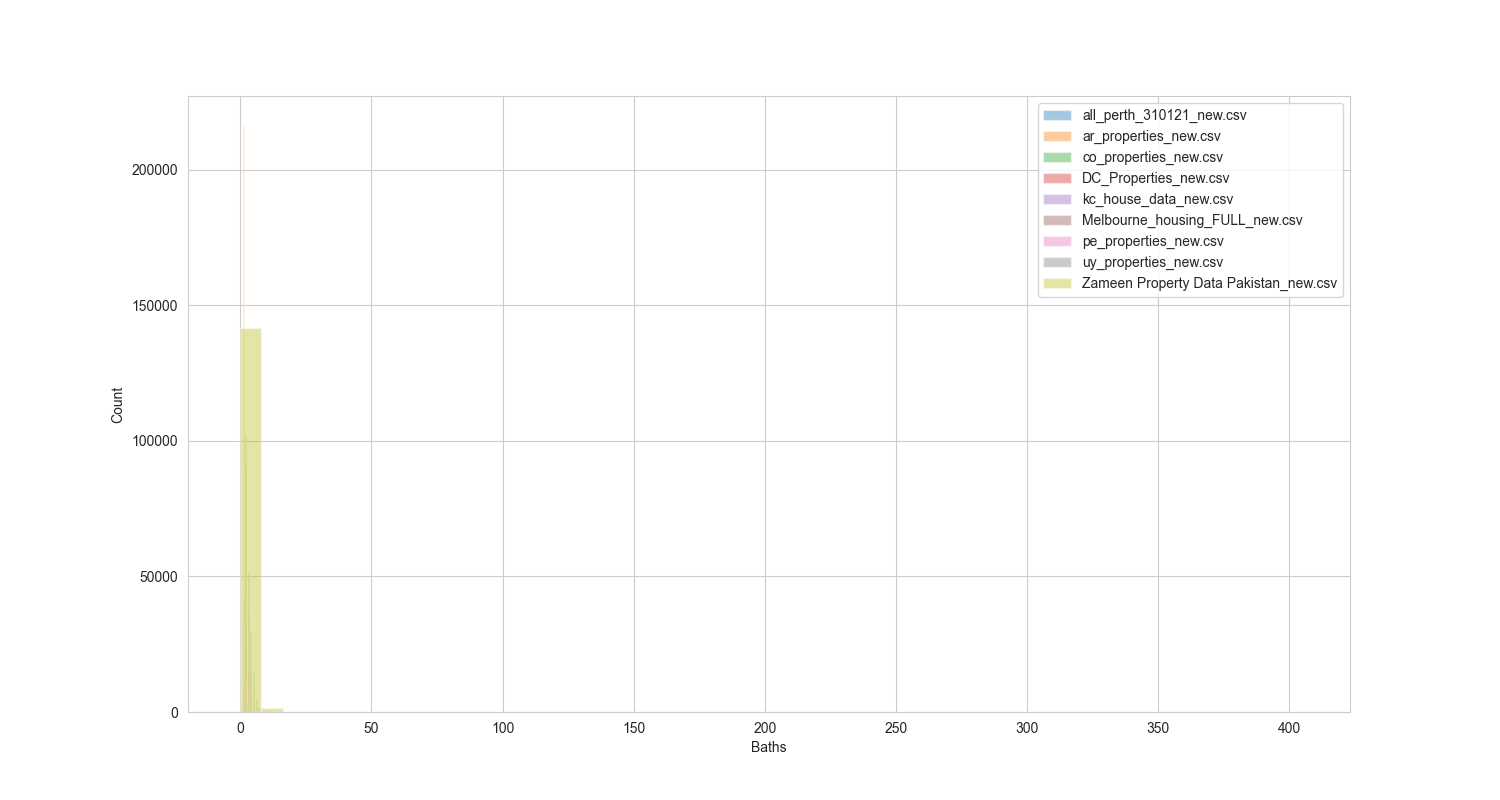 all_perth_310121_new.csv
ar_properties_new.csv
co_properties_new.csv
DC_Properties_new.csv
kc_house_data_new.csv
Melbourne_housing_FULL_new.csv
pe_properties_new.csv
uy_properties_new.csv
Zameen Property Data Pakistan_new.csv
200000
150000
100000
50000
0
Count
0 50 100 150 200 250 300 350 400
Baths